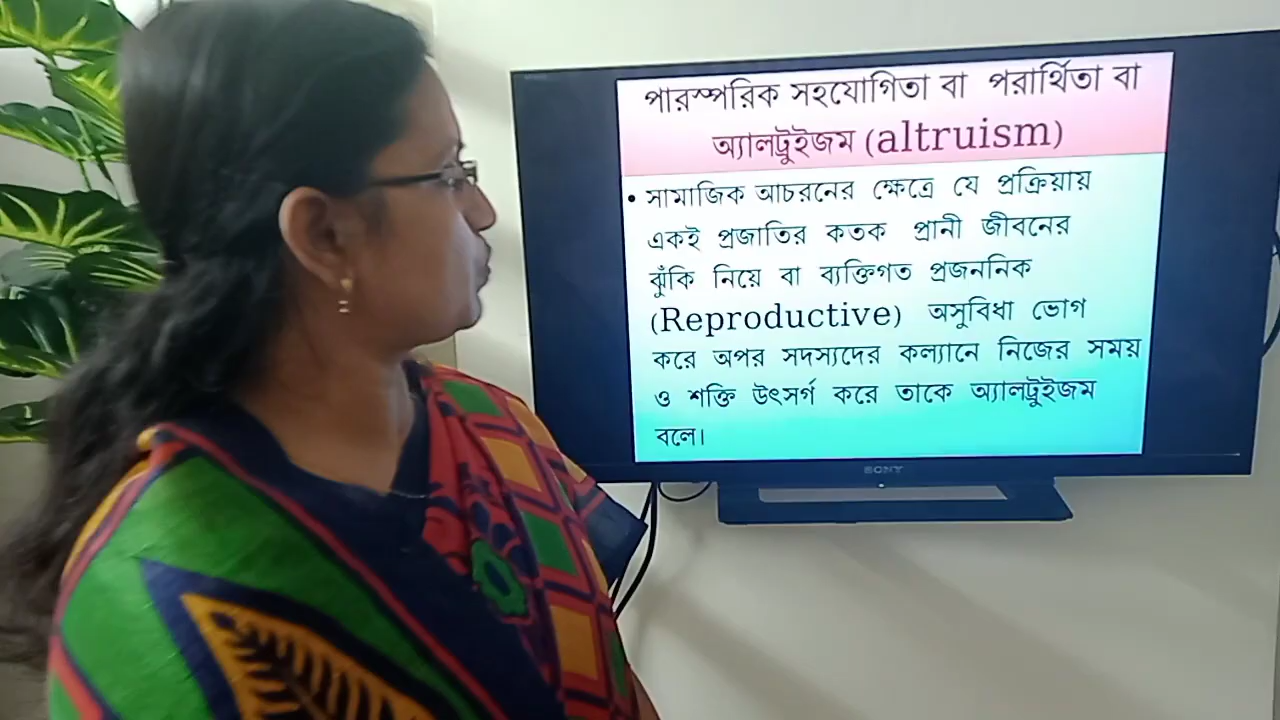 পারস্পরিক সহযোগিতা বা পরার্থিতা বা
অ্যালট্রুইজম (altruism)
• সামাজিক আচরনের ক্ষেত্রে যে প্রক্রিয়ায়
একই প্রজাতির কতক প্রানী জীবনের
ঝুঁকি নিয়ে বা ব্যক্তিগত প্রজননিক
(Reproductive) অসুবিধা ভোগ
করে অপর সদস্যদের কল্যানে নিজের সময়
ও শক্তি উৎসর্গ করে তাকে অ্যালট্রুইজম
বলে।
SONY